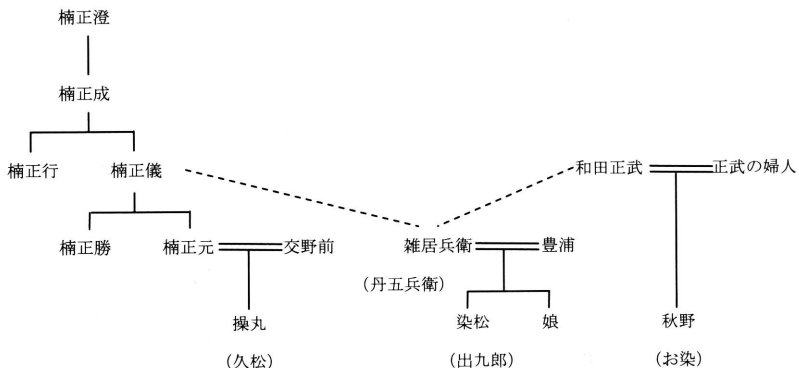 楠正澄
楠正成
楠正行 楠正儀 和田正武 正武の婦人
楠正勝 楠正元 交野前 雑居兵衛 豊浦
(丹五兵衛)
操丸 染松 娘 秋野
(久松) (出九郎) (お染)